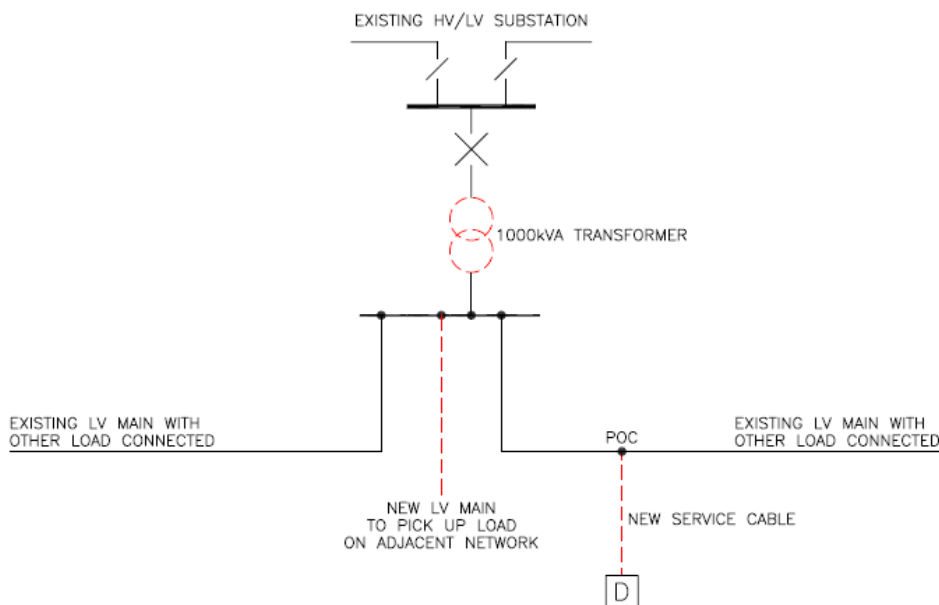 EXISTING HV/LV SUBSTATION
1000kVA TRANSFORMER
EXISTING LV MAIN WITH
OTHER LOAD CONNECTED
POC
EXISTING LV MAIN WITH
OTHER LOAD CONNECTED
NEW LV MAIN
TO PICK UP LOAD
ON ADJACENT NETWORK
NEW SERVICE CABLE
D